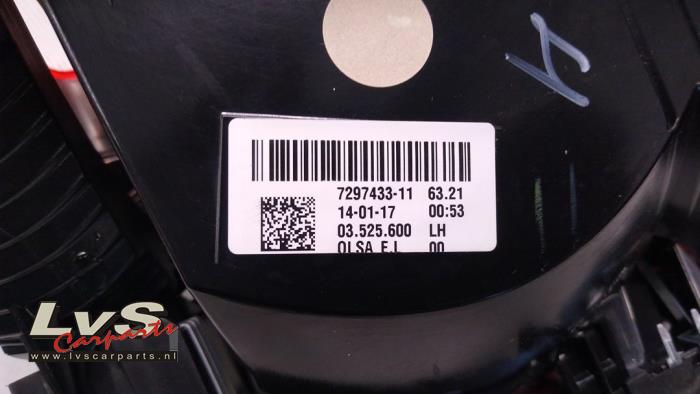 7297433-11 63.21
14-01-17 00:53
03.525.600 LH
OLSA E.L 00
LvS
Carparts
www.lvscarparts.nl